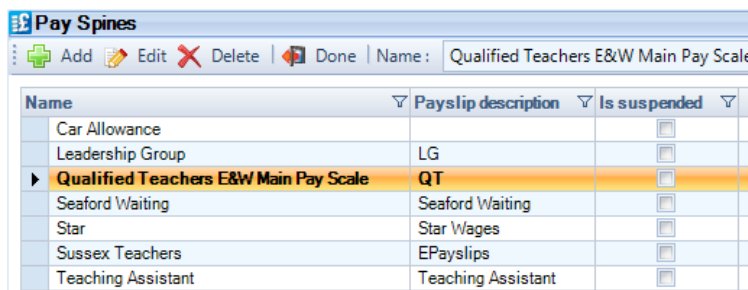 Pay Spines
Add Edit Delete Done Name: Qualified Teachers E&W Main Pay Scale
Name Payslip description Is suspended
Car Allowance
Leadership Group LG
Qualified Teachers E&W Main Pay Scale QT
Seaford Waiting Seaford Waiting
Star Star Wages
Sussex Teachers EPayslips
Teaching Assistant Teaching Assistant